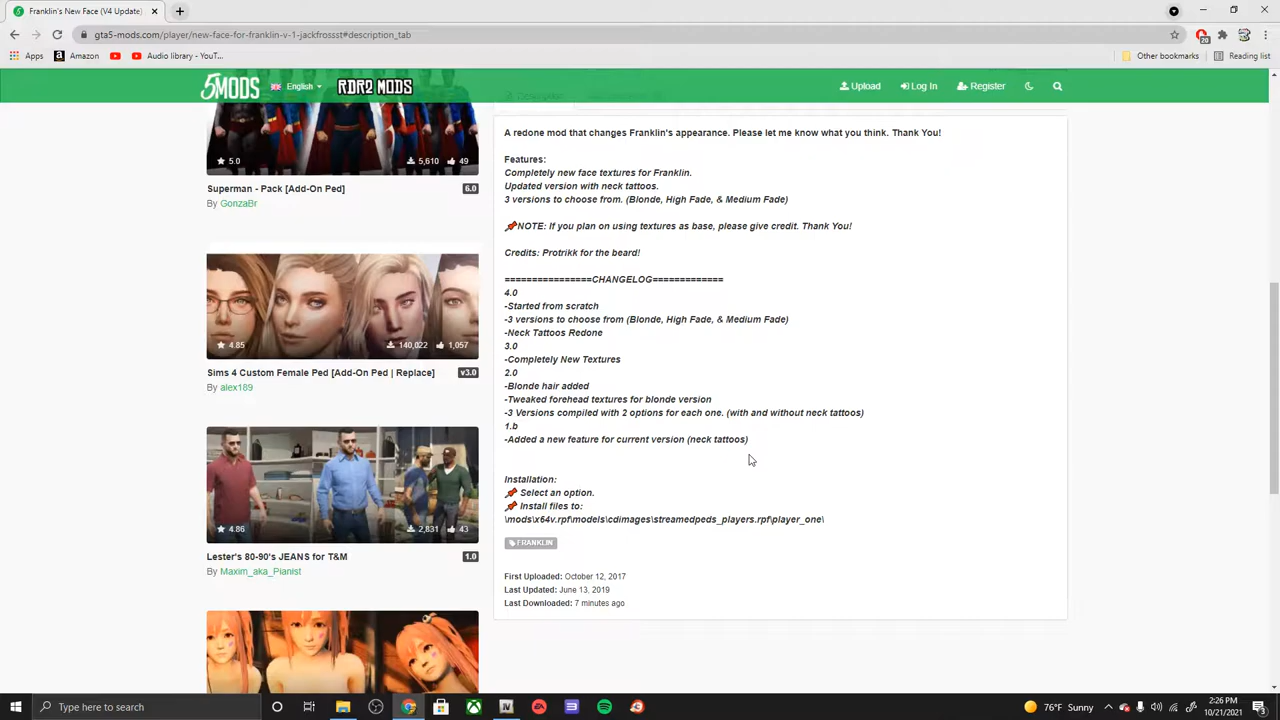 Franklin's New Face (V4 Update)
gta5-mods.com/player/new-face-for-franklin-v-1-jackfrossst#description_tab
20
Apps
Amazon
Audio library - YouT...
Other bookmarks
Reading list
5MODS
English
RDR2 MODS
Upload
Log In
Register
5.0
5,610
49
Superman - Pack [Add-On Ped]
6.0
By GonzaBr
4.85
140,022
1,057
Sims 4 Custom Female Ped [Add-On Ped | Replace]
v3.0
By alex189
4.86
2,831
43
Lester's 80-90's JEANS for T&M
1.0
By Maxim_aka_Pianist
A redone mod that changes Franklin's appearance. Please let me know what you think. Thank You!
Features:
Completely new face textures for Franklin.
Updated version with neck tattoos.
3 versions to choose from. (Blonde, High Fade, & Medium Fade)
📌NOTE: If you plan on using textures as base, please give credit. Thank You!
Credits: Protrikk for the beard!
================CHANGELOG=============
4.0
-Started from scratch
-3 versions to choose from (Blonde, High Fade, & Medium Fade)
-Neck Tattoos Redone
3.0
-Completely New Textures
2.0
-Blonde hair added
-Tweaked forehead textures for blonde version
-3 Versions compiled with 2 options for each one. (with and without neck tattoos)
1.b
-Added a new feature for current version (neck tattoos)
Installation:
📌 Select an option.
📌 Install files to:
\mods\x64v.rpf\models\cdimages\streamedpeds_players.rpf\player_one\
FRANKLIN
First Uploaded: October 12, 2017
Last Updated: June 13, 2019
Last Downloaded: 7 minutes ago
Type here to search
76°F Sunny
2:26 PM
10/21/2021